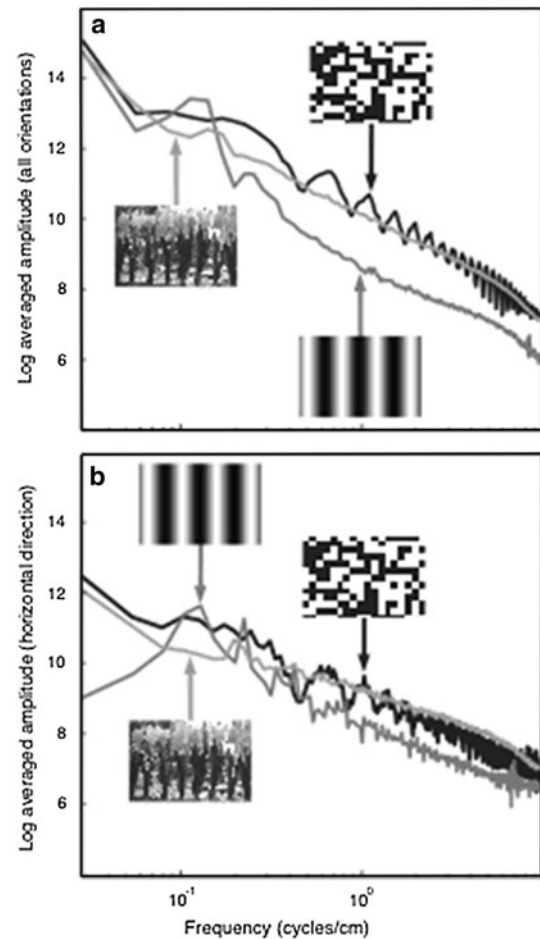 a
Log averaged amplitude (all orientations)
14
12
10
8
6
b
Log averaged amplitude (horizontal direction)
14
12
10
8
6
10⁻¹
10⁰
Frequency (cycles/cm)